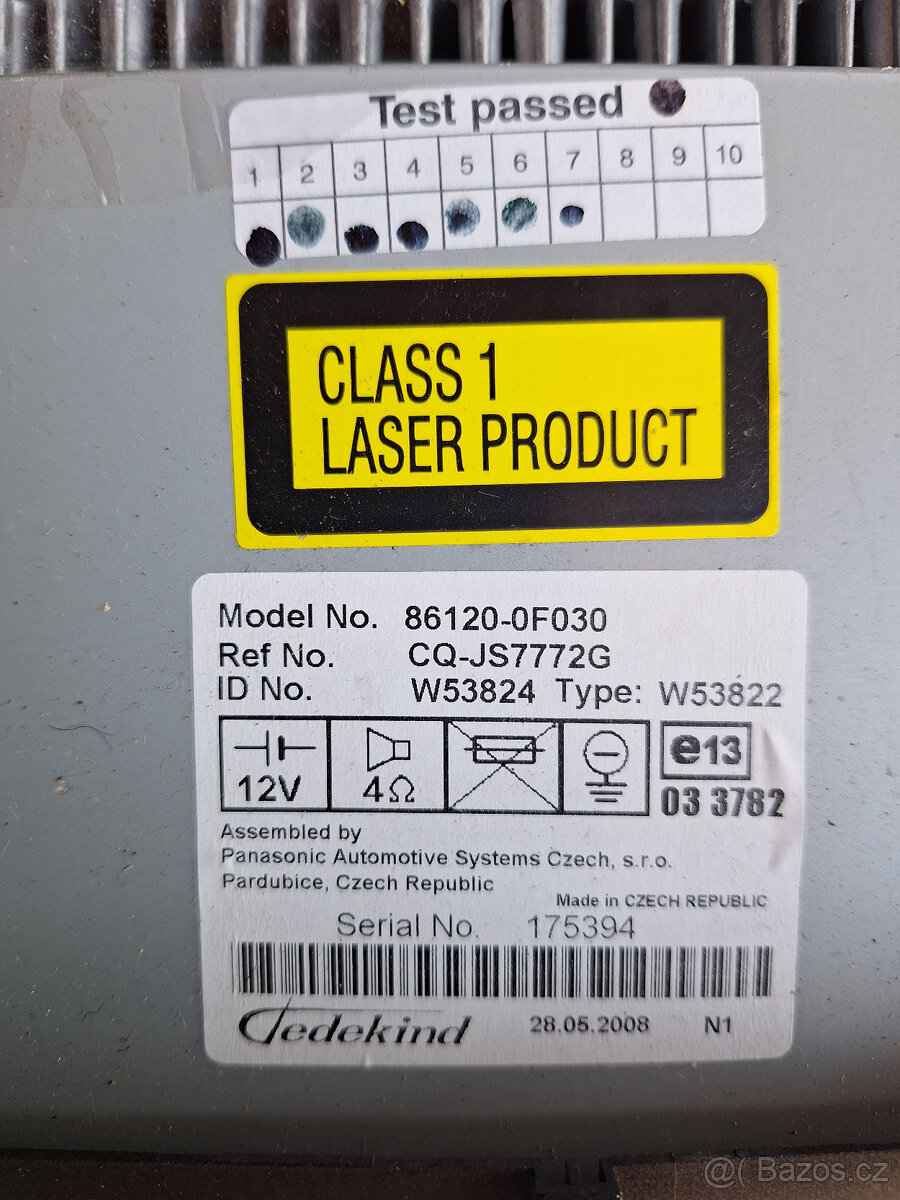 Test passed
1 2 3 4 5 6 7 8 9 10
CLASS 1
LASER PRODUCT
Model No. 86120-0F030
Ref No. CQ-JS7772G
ID No. W53824 Type: W53822
12V 4Ω e13
03 3782
Assembled by
Panasonic Automotive Systems Czech, s.r.o.
Pardubice, Czech Republic
Made in CZECH REPUBLIC
Serial No. 175394
Tedekind 28.05.2008 N1
@( Bazos.cz